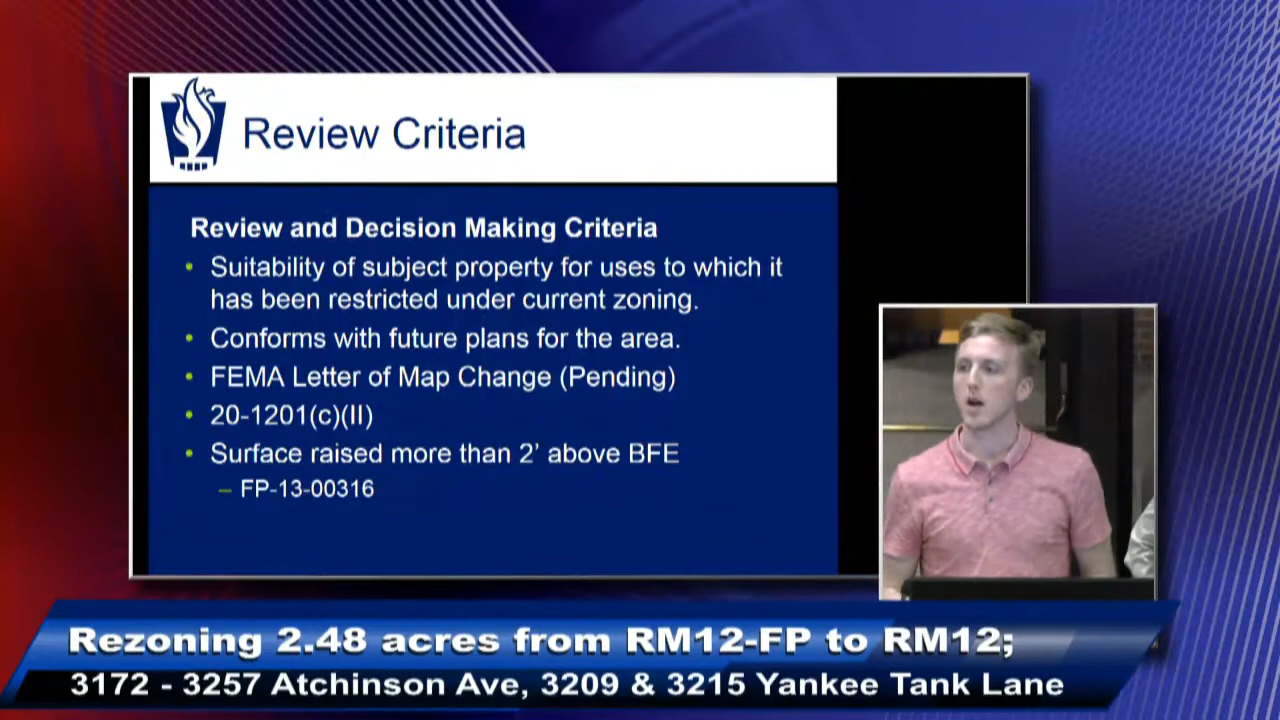 Review Criteria
Review and Decision Making Criteria
• Suitability of subject property for uses to which it
has been restricted under current zoning.
• Conforms with future plans for the area.
• FEMA Letter of Map Change (Pending)
• 20-1201(c)(II)
• Surface raised more than 2' above BFE
– FP-13-00316
Rezoning 2.48 acres from RM12-FP to RM12;
3172 - 3257 Atchinson Ave, 3209 & 3215 Yankee Tank Lane